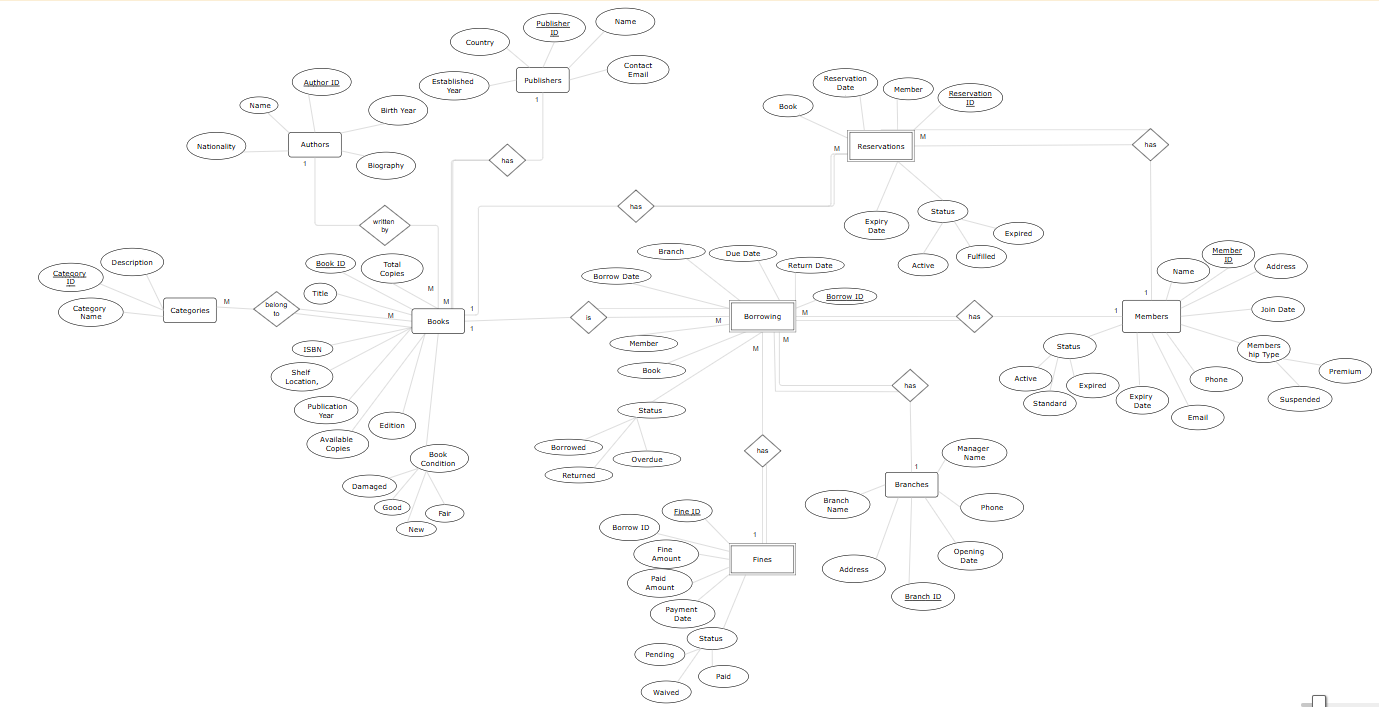 Publisher
ID
Name
Country
Contact
Email
Established
Year
Publishers
1
Author ID
Name
Birth Year
Nationality
Authors
Biography
1
has
written
by
Reservation
Date
Member
Reservation
ID
Book
Reservations
M
M
has
has
Expiry
Date
Status
Expired
Active
Fulfilled
Category
ID
Description
Category
Name
Categories
M
belong
to
M
Book ID
Total
Copies
M
M
Title
Books
1
1
ISBN
Shelf
Location,
Publication
Year
Available
Copies
Edition
Book
Condition
Damaged
Good
New
Fair
is
Branch
Due Date
Borrow Date
Return Date
Borrow ID
Borrowing
M
M
M
M
Member
Book
Status
Borrowed
Returned
Overdue
has
has
has
1
Members
1
Name
Member
ID
Address
Join Date
Members
hip Type
Premium
Suspended
Phone
Email
Expiry
Date
Status
Active
Standard
Expired
1
Branches
Manager
Name
Branch
Name
Phone
Opening
Date
Address
Branch ID
Fine ID
Borrow ID
1
Fine
Amount
Fines
Paid
Amount
Payment
Date
Status
Pending
Paid
Waived